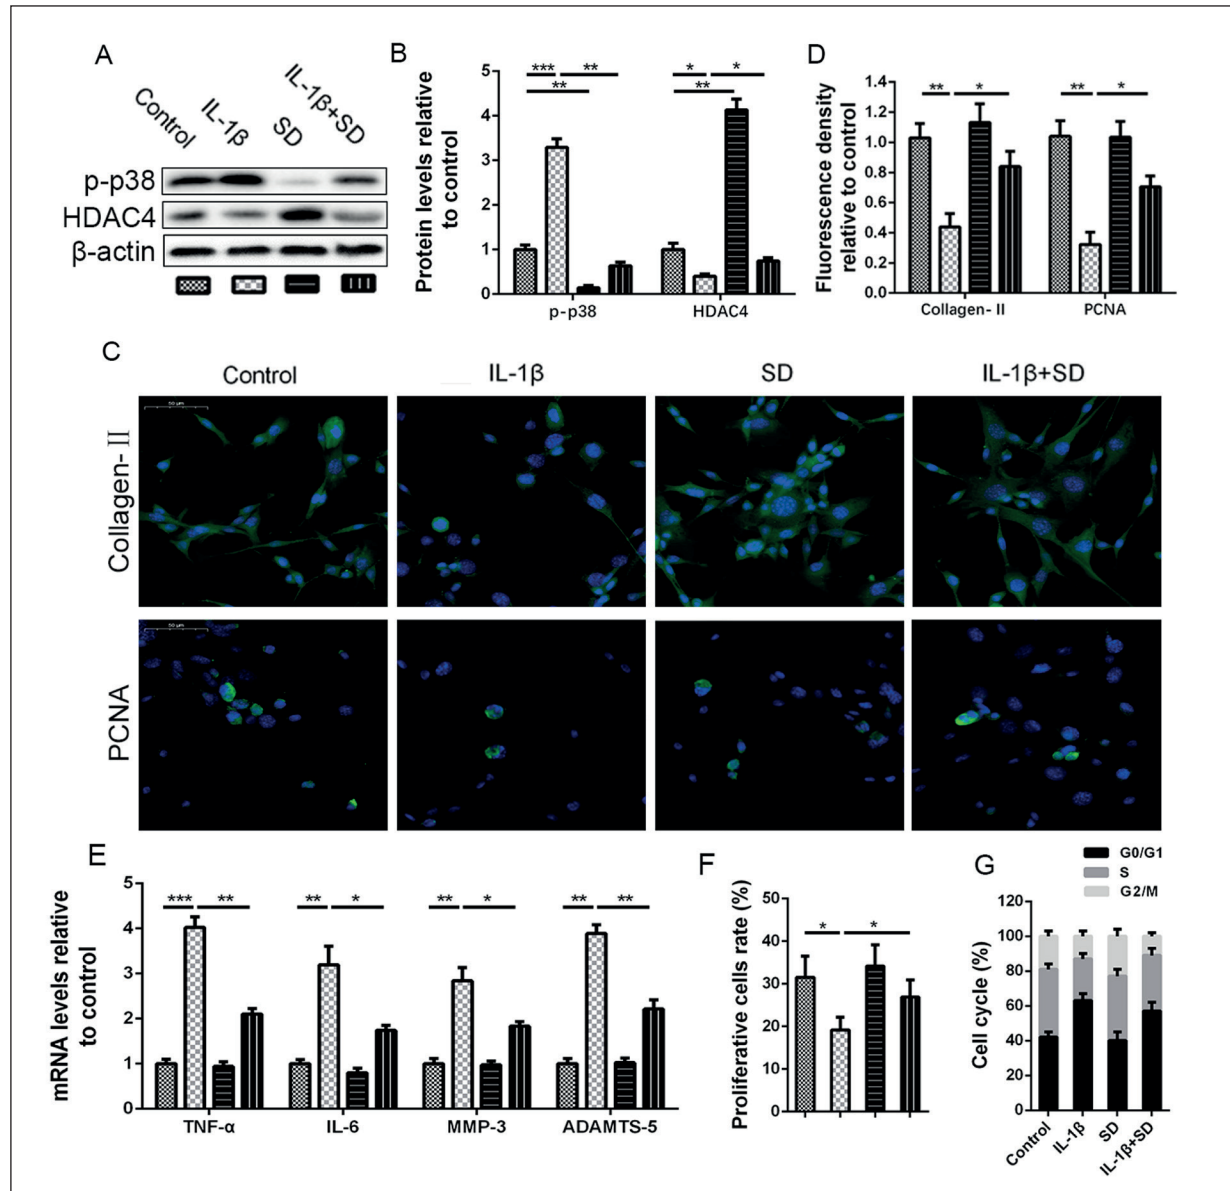 A
Control
IL-1β
SD
IL-1β+SD
p-p38
HDAC4
β-actin
B
Protein levels relative
to control
5
4
3
2
1
0
***
**
**
*
*
**
p-p38
HDAC4
D
Fluorescence density
relative to control
1.4
1.2
1.0
0.8
0.6
0.4
0.2
0.0
**
*
**
*
Collagen- II
PCNA
C
Control
IL-1β
SD
IL-1β+SD
Collagen- II
50 μm
PCNA
50 μm
E
mRNA levels relative
to control
5
4
3
2
1
0
***
**
**
*
**
*
**
**
TNF-α
IL-6
MMP-3
ADAMTS-5
F
Proliferative cells rate (%)
50
40
30
20
10
0
*
*
G
G0/G1
S
G2/M
Cell cycle (%)
120
100
80
60
40
20
0
Control
IL-1β
SD
IL-1β+SD